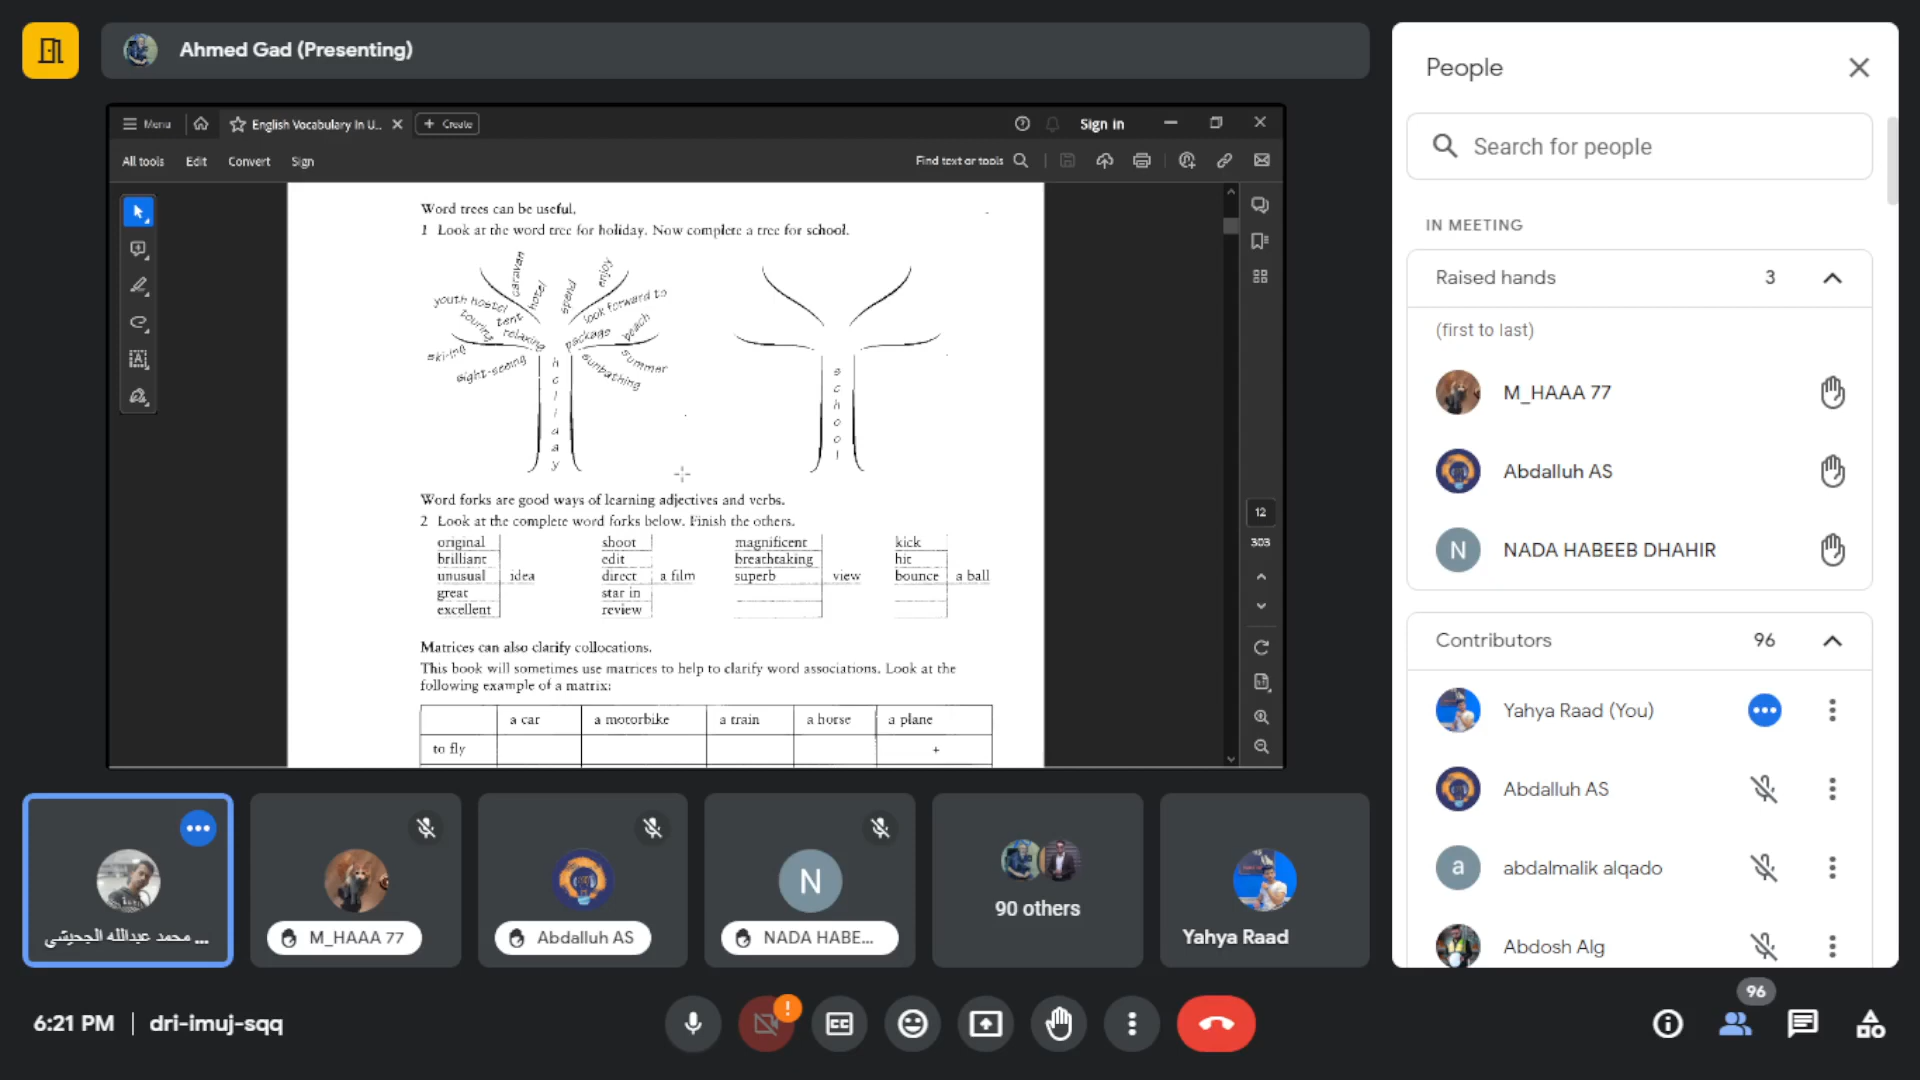 Ahmed Gad (Presenting)
Menu
English Vocabulary In U...
Create
Sign in
All tools
Edit
Convert
Sign
Find text or tools
Word trees can be useful.
1 Look at the word tree for holiday. Now complete a tree for school.
caravan
hotel
spend
enjoy
youth hostel
tent
look forward to
touring
relaxing
package
beach
ski-ing
sight-seeing
sunbathing
summer
holiday
school
Word forks are good ways of learning adjectives and verbs.
2 Look at the complete word forks below. Finish the others.
original shoot magnificent kick
brilliant edit breathtaking hit
unusual idea direct a film superb view bounce a ball
great star in
excellent review
Matrices can also clarify collocations.
This book will sometimes use matrices to help to clarify word associations. Look at the
following example of a matrix:
a car a motorbike a train a horse a plane
to fly +
12
303
People
Search for people
IN MEETING
Raised hands 3
(first to last)
M_HAAA 77
Abdalluh AS
N NADA HABEEB DHAHIR
Contributors 96
Yahya Raad (You)
Abdalluh AS
a abdalmalik alqado
Abdosh Alg
محمد عبدالله الجحيشي ...
M_HAAA 77
Abdalluh AS
N
NADA HABE...
90 others
Yahya Raad
6:21 PM | dri-imuj-sqq
CC
96